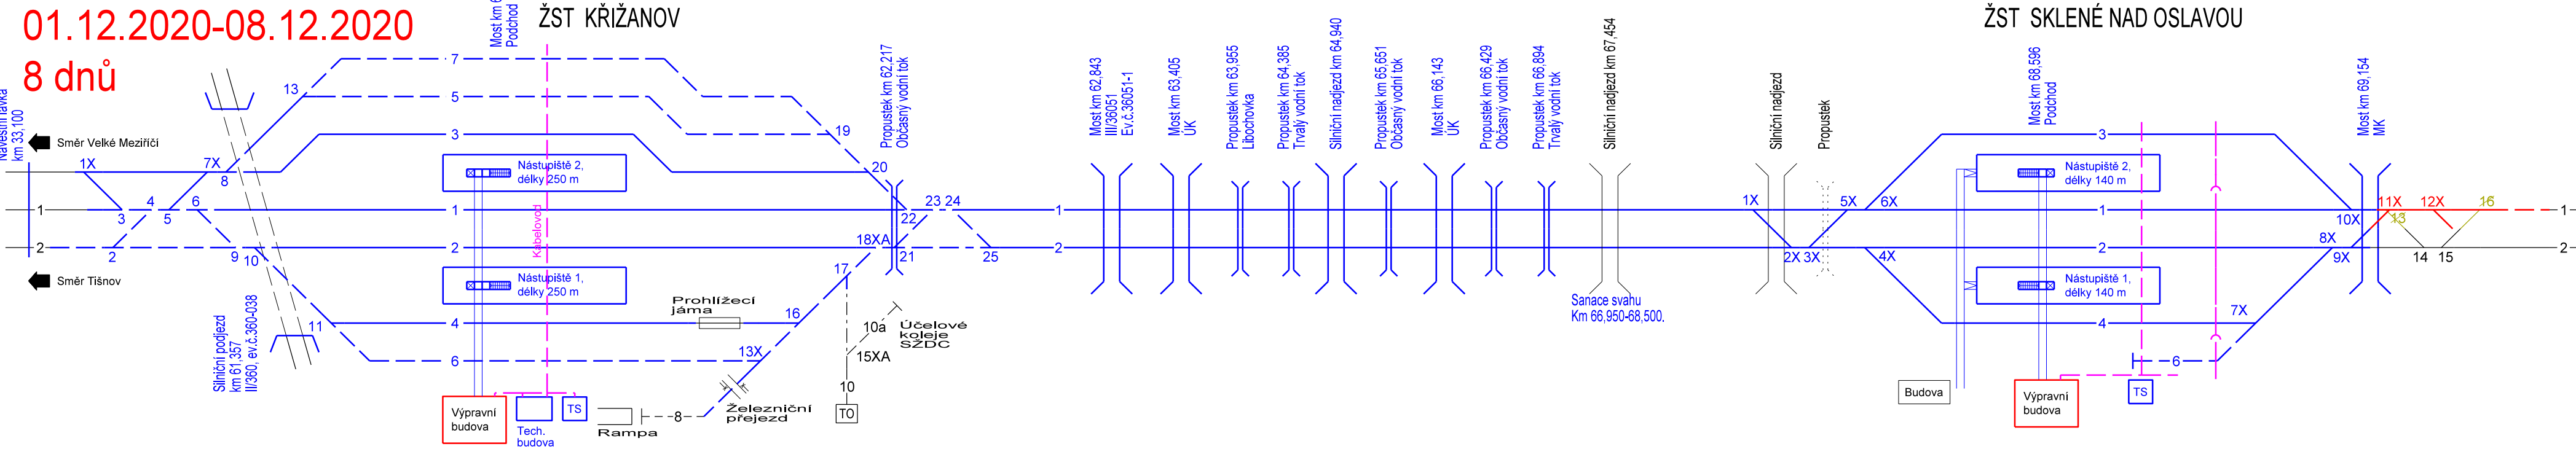 01.12.2020-08.12.2020
8 dnů
ŽST KŘIŽANOV
ŽST SKLENÉ NAD OSLAVOU
km 33,100
Směr Velké Meziříčí
Směr Tišnov
1
2
1X
2
3
4
5
6
7X
8
9
10
11
13
Silniční podjezd
km 61,357
II/360, ev.č.360-038
Most km 6
Podchod
7
5
3
1
2
4
6
Nástupiště 2,
délky 250 m
Nástupiště 1,
délky 250 m
Kabelovod
Výpravní
budova
Tech.
budova
TS
Rampa
8
Železniční
přejezd
Prohlížecí
jáma
13X
16
17
10a
Účelové
koleje
SŽDC
15XA
10
TO
18XA
19
20
21
22
23
24
25
Propustek km 62,217
Občasný vodní tok
1
2
Most km 62,843
III/36051
Ev.č.36051-1
Most km 63,405
ÚK
Propustek km 63,955
Libochovka
Propustek km 64,385
Trvalý vodní tok
Silniční nadjezd km 64,940
Propustek km 65,651
Občasný vodní tok
Most km 66,143
ÚK
Propustek km 66,429
Občasný vodní tok
Propustek km 66,894
Trvalý vodní tok
Silniční nadjezd km 67,454
Sanace svahu
Km 66,950-68,500.
Silniční nadjezd
Propustek
1X
2X
3X
4X
5X
6X
3
1
2
4
6
Nástupiště 2,
délky 140 m
Nástupiště 1,
délky 140 m
Most km 68,596
Podchod
Budova
Výpravní
budova
TS
7X
8X
9X
10X
Most km 69,154
MK
11X
12X
13
14
15
16
1
2